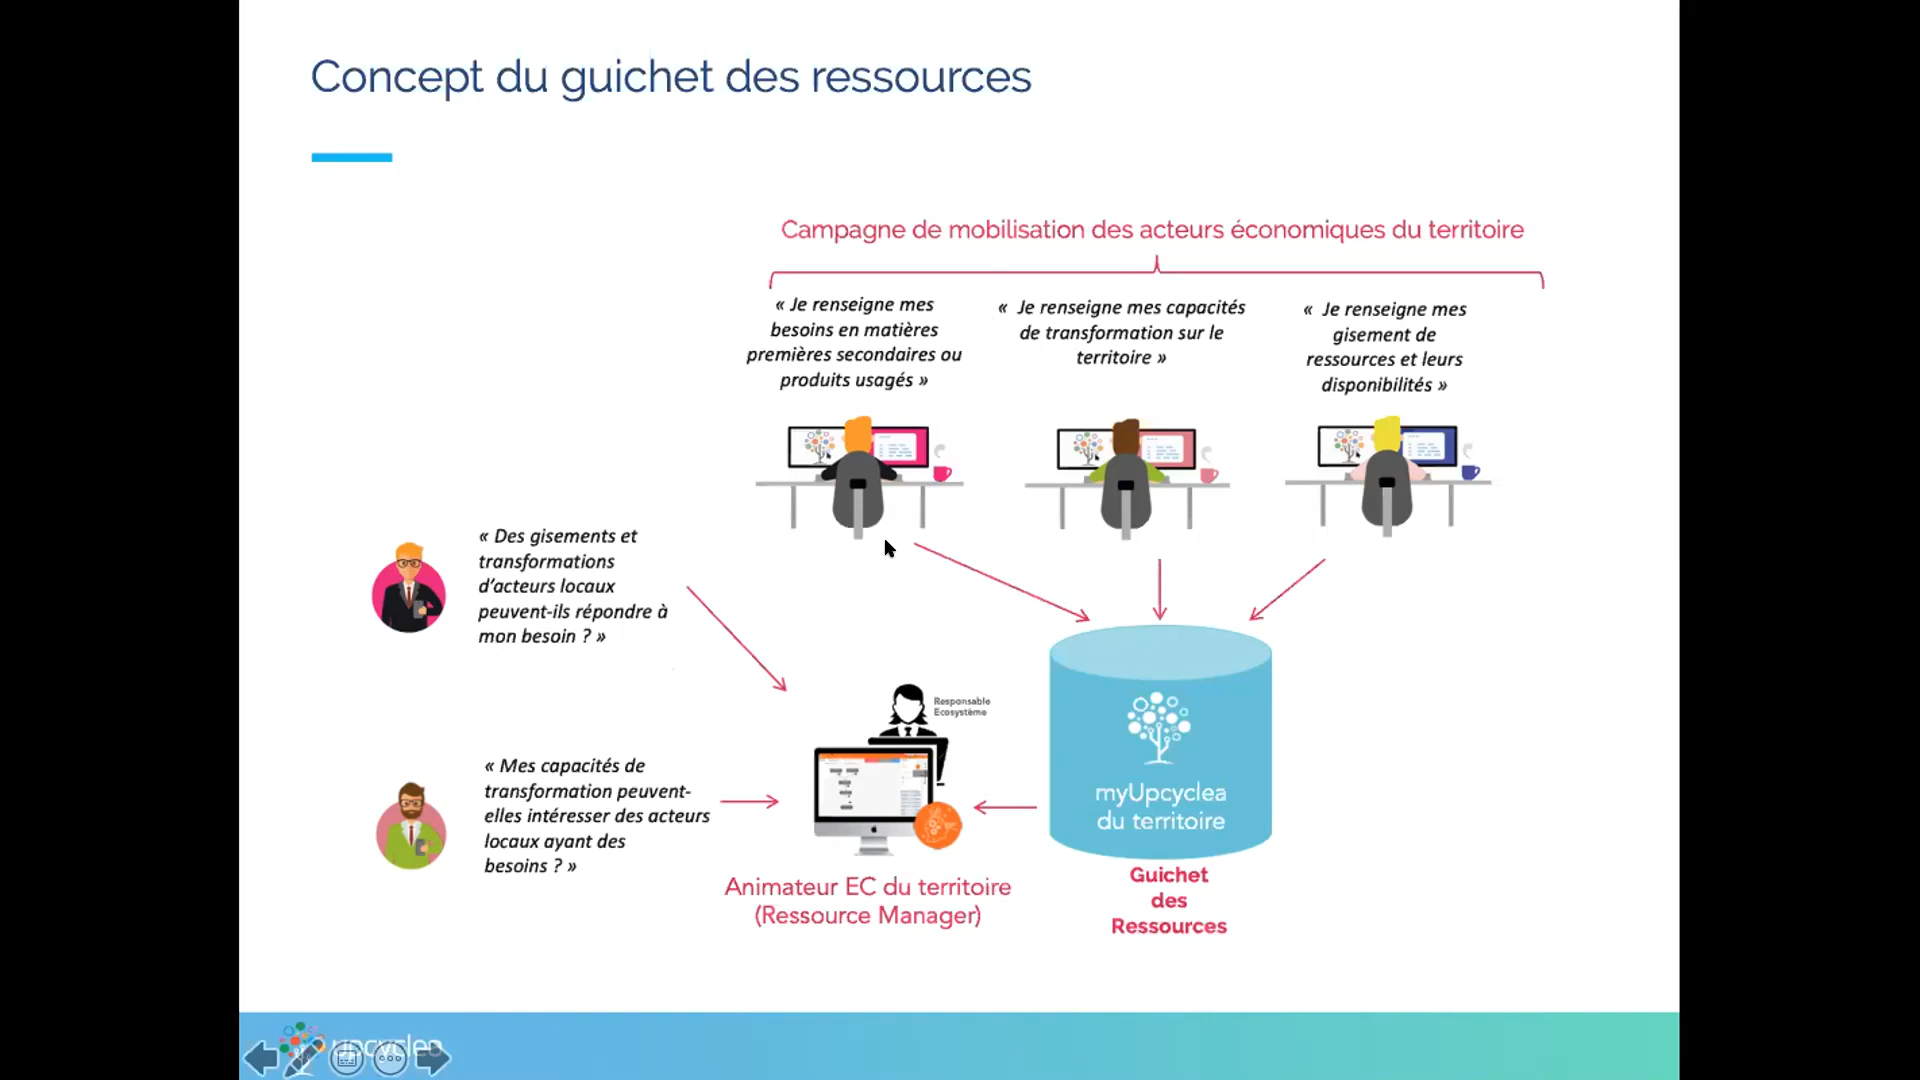 Concept du guichet des ressources
Campagne de mobilisation des acteurs économiques du territoire
« Je renseigne mes
besoins en matières
premières secondaires ou
produits usagés »
« Je renseigne mes capacités
de transformation sur le
territoire »
« Je renseigne mes
gisement de
ressources et leurs
disponibilités »
« Des gisements et
transformations
d'acteurs locaux
peuvent-ils répondre à
mon besoin ? »
Responsable
Ecosystème
« Mes capacités de
transformation peuvent-
elles intéresser des acteurs
locaux ayant des
besoins ? »
myUpcyclea
du territoire
Animateur EC du territoire
(Ressource Manager)
Guichet
des
Ressources
upcyclea